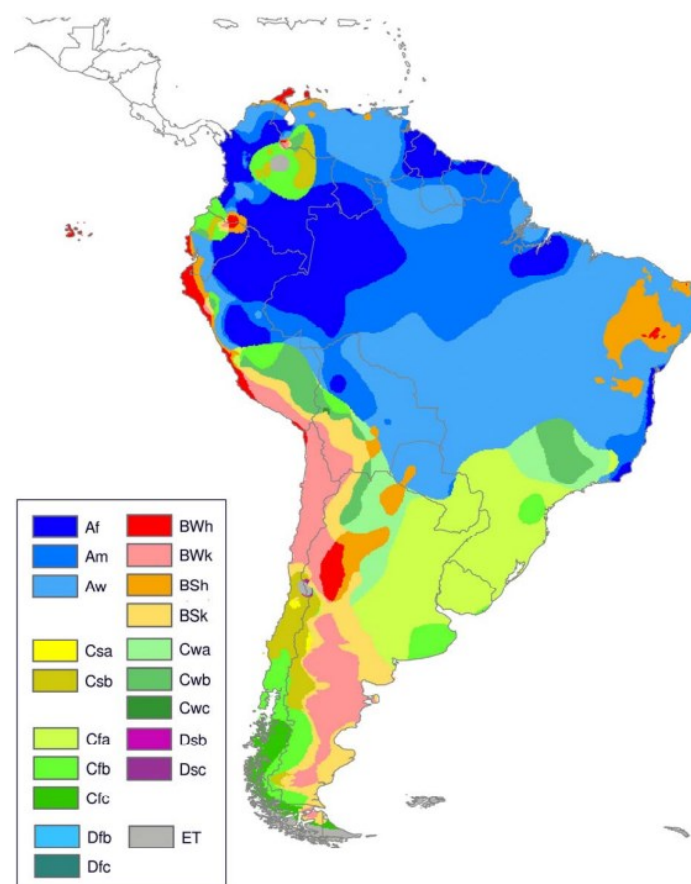 Af BWh
Am BWk
Aw BSh
BSk
Csa Cwa
Csb Cwb
Cwc
Cfa Dsb
Cfb Dsc
Cfc
Dfb ET
Dfc